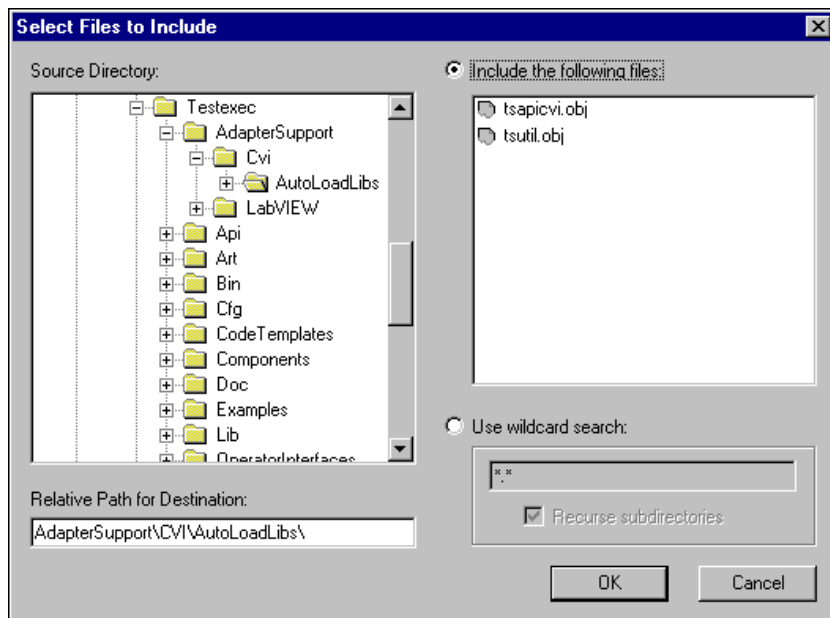 Select Files to Include
Source Directory:
Testexec
AdapterSupport
Cvi
AutoLoadLibs
LabVIEW
Api
Art
Bin
Cfg
CodeTemplates
Components
Doc
Examples
Lib
OperatorInterfaces
Relative Path for Destination:
AdapterSupport\CVI\AutoLoadLibs\
Include the following files:
tsapicvi.obj
tsutil.obj
Use wildcard search:
*.*
Recurse subdirectories
OK
Cancel